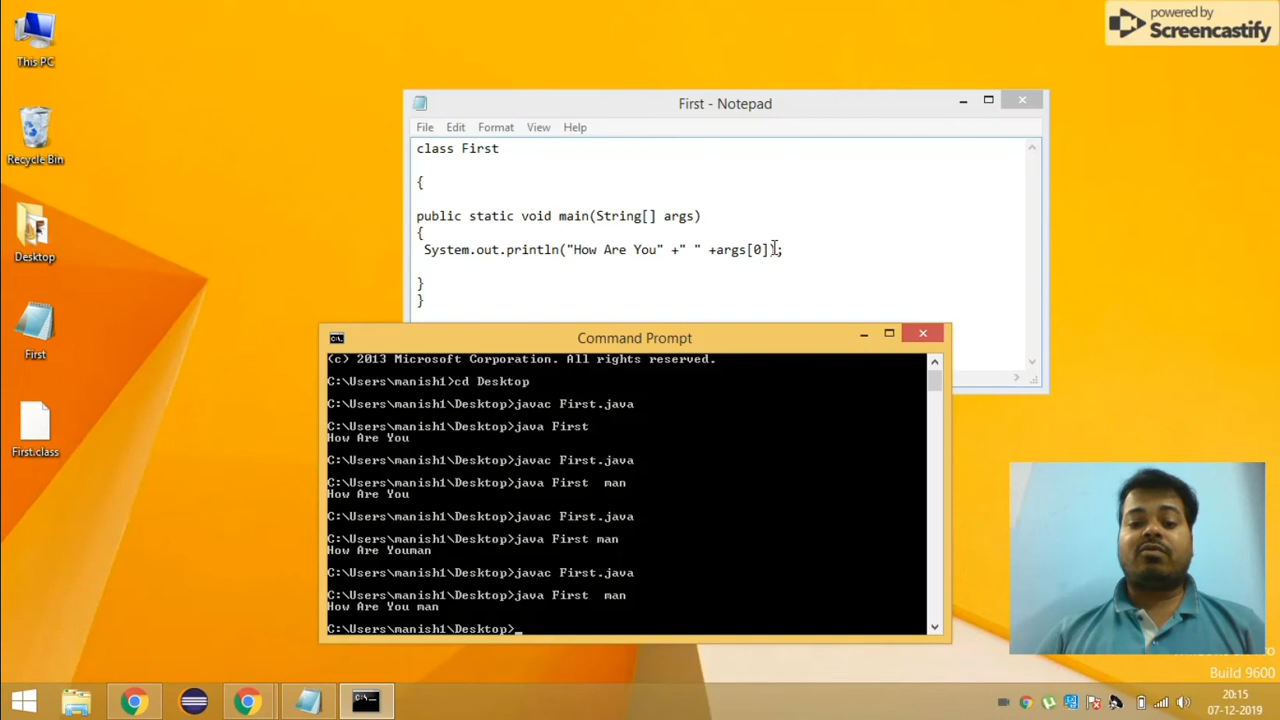 powered by
Screencastify
This PC
Recycle Bin
Desktop
First
First.class
First - Notepad
File Edit Format View Help
class First
{
public static void main(String[] args)
{
System.out.println("How Are You" +" " +args[0]);
}
}
Command Prompt
(c) 2013 Microsoft Corporation. All rights reserved.
C:\Users\manish1>cd Desktop
C:\Users\manish1\Desktop>javac First.java
C:\Users\manish1\Desktop>java First
How Are You
C:\Users\manish1\Desktop>javac First.java
C:\Users\manish1\Desktop>java First  man
How Are You
C:\Users\manish1\Desktop>javac First.java
C:\Users\manish1\Desktop>java First man
How Are Youman
C:\Users\manish1\Desktop>javac First.java
C:\Users\manish1\Desktop>java First  man
How Are You man
C:\Users\manish1\Desktop>_
Build 9600
20:15
07-12-2019